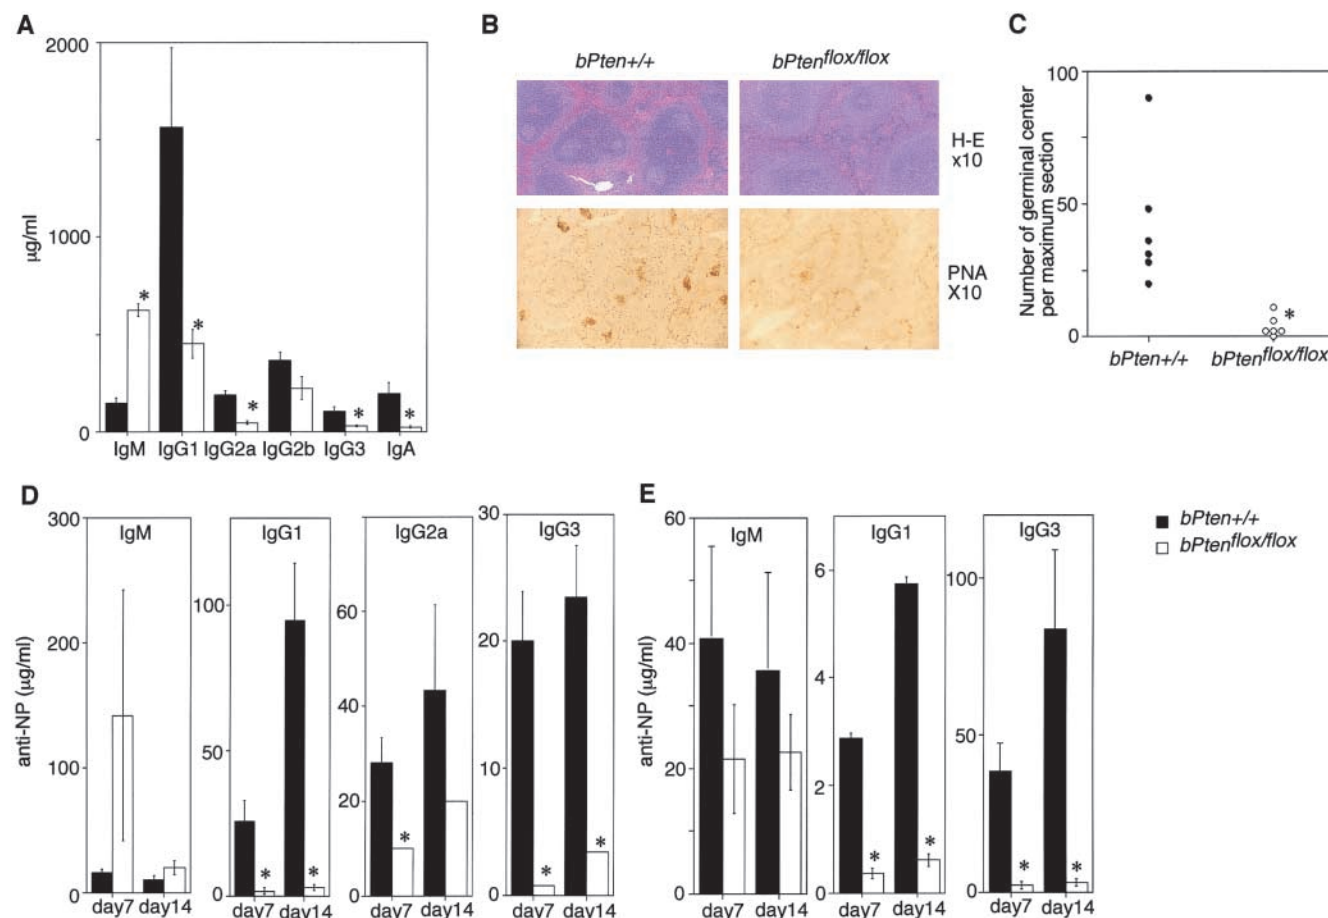 A
2000
1000
0
µg/ml
*
*
*
*
*
IgM IgG1 IgG2a IgG2b IgG3 IgA
B
bPten+/+ bPtenflox/flox
H-E
x10
PNA
X10
C
100
50
0
Number of germinal center
per maximum section
*
bPten+/+ bPtenflox/flox
D
anti-NP (µg/ml)
300
200
100
0
IgM
day7 day14
100
50
0
IgG1
* *
day7 day14
60
40
20
0
IgG2a
*
day7 day14
30
20
10
0
IgG3
* *
day7 day14
E
anti-NP (µg/ml)
60
40
20
0
IgM
day7 day14
6
4
2
0
IgG1
* *
day7 day14
100
50
0
IgG3
* *
day7 day14
bPten+/+
bPtenflox/flox